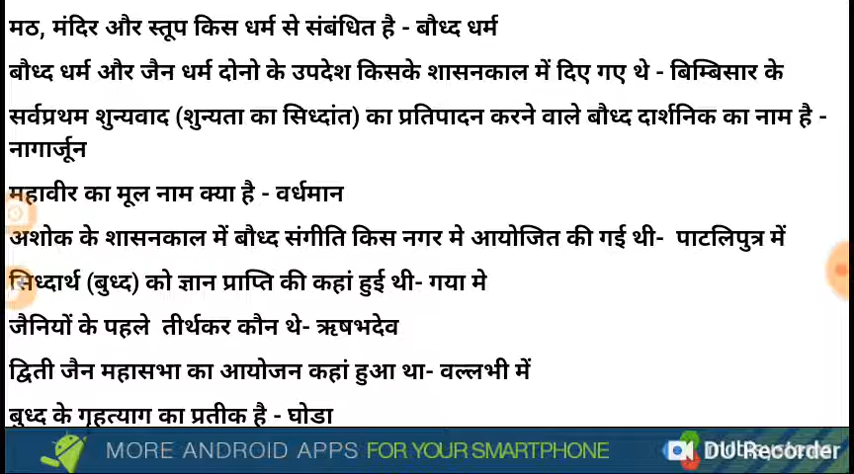 मठ, मंदिर और स्तूप किस धर्म से संबंधित है - बौध्द धर्म
बौध्द धर्म और जैन धर्म दोनो के उपदेश किसके शासनकाल में दिए गए थे - बिम्बिसार के
सर्वप्रथम शुन्यवाद (शुन्यता का सिध्दांत) का प्रतिपादन करने वाले बौध्द दार्शनिक का नाम है -
नागार्जून
महावीर का मूल नाम क्या है - वर्धमान
अशोक के शासनकाल में बौध्द संगीति किस नगर मे आयोजित की गई थी- पाटलिपुत्र में
सिध्दार्थ (बुध्द) को ज्ञान प्राप्ति की कहां हुई थी- गया मे
जैनियों के पहले तीर्थकर कौन थे- ऋषभदेव
द्विती जैन महासभा का आयोजन कहां हुआ था- वल्लभी में
बुध्द के गृहत्याग का प्रतीक है - घोडा
MORE ANDROID APPS FOR YOUR SMARTPHONE
DU Recorder